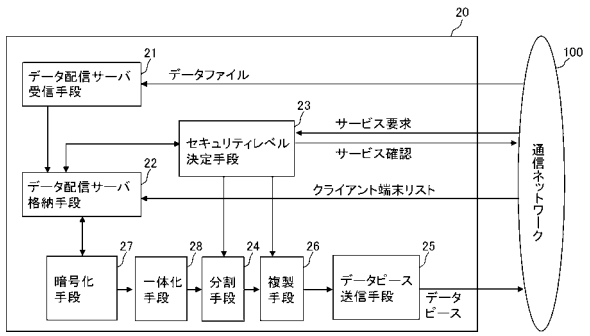 20
21
データ配信サーバ
受信手段
データファイル
100
23
セキュリティレベル
決定手段
サービス要求
サービス確認
22
データ配信サーバ
格納手段
クライアント端末リスト
通信ネットワーク
27
暗号化
手段
28
一体化
手段
24
分割
手段
26
複製
手段
25
データピース
送信手段
データ
ピース